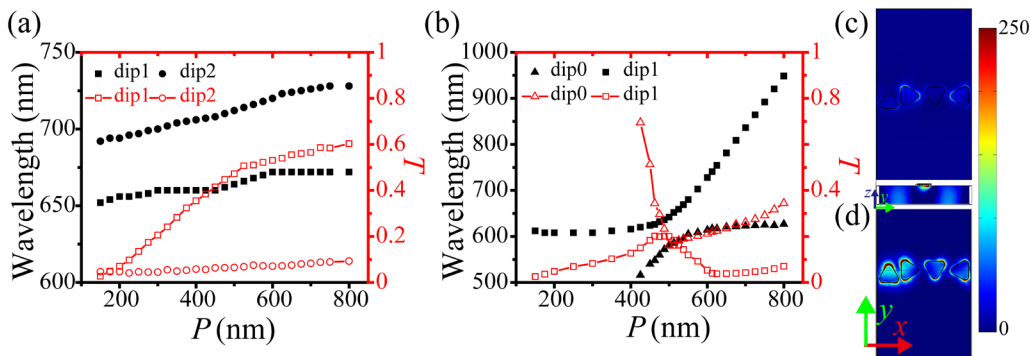 (a)
750
700
650
600
Wavelength (nm)
dip1 dip2
dip1 dip2
1
0.8
0.6
0.4
0.2
0
T
200 400 600 800
P (nm)
(b)
1000
900
800
700
600
500
Wavelength (nm)
dip0 dip1
dip0 dip1
1
0.8
0.6
0.4
0.2
0
T
200 400 600 800
P (nm)
(c)
z
y
(d)
y
x
250
0